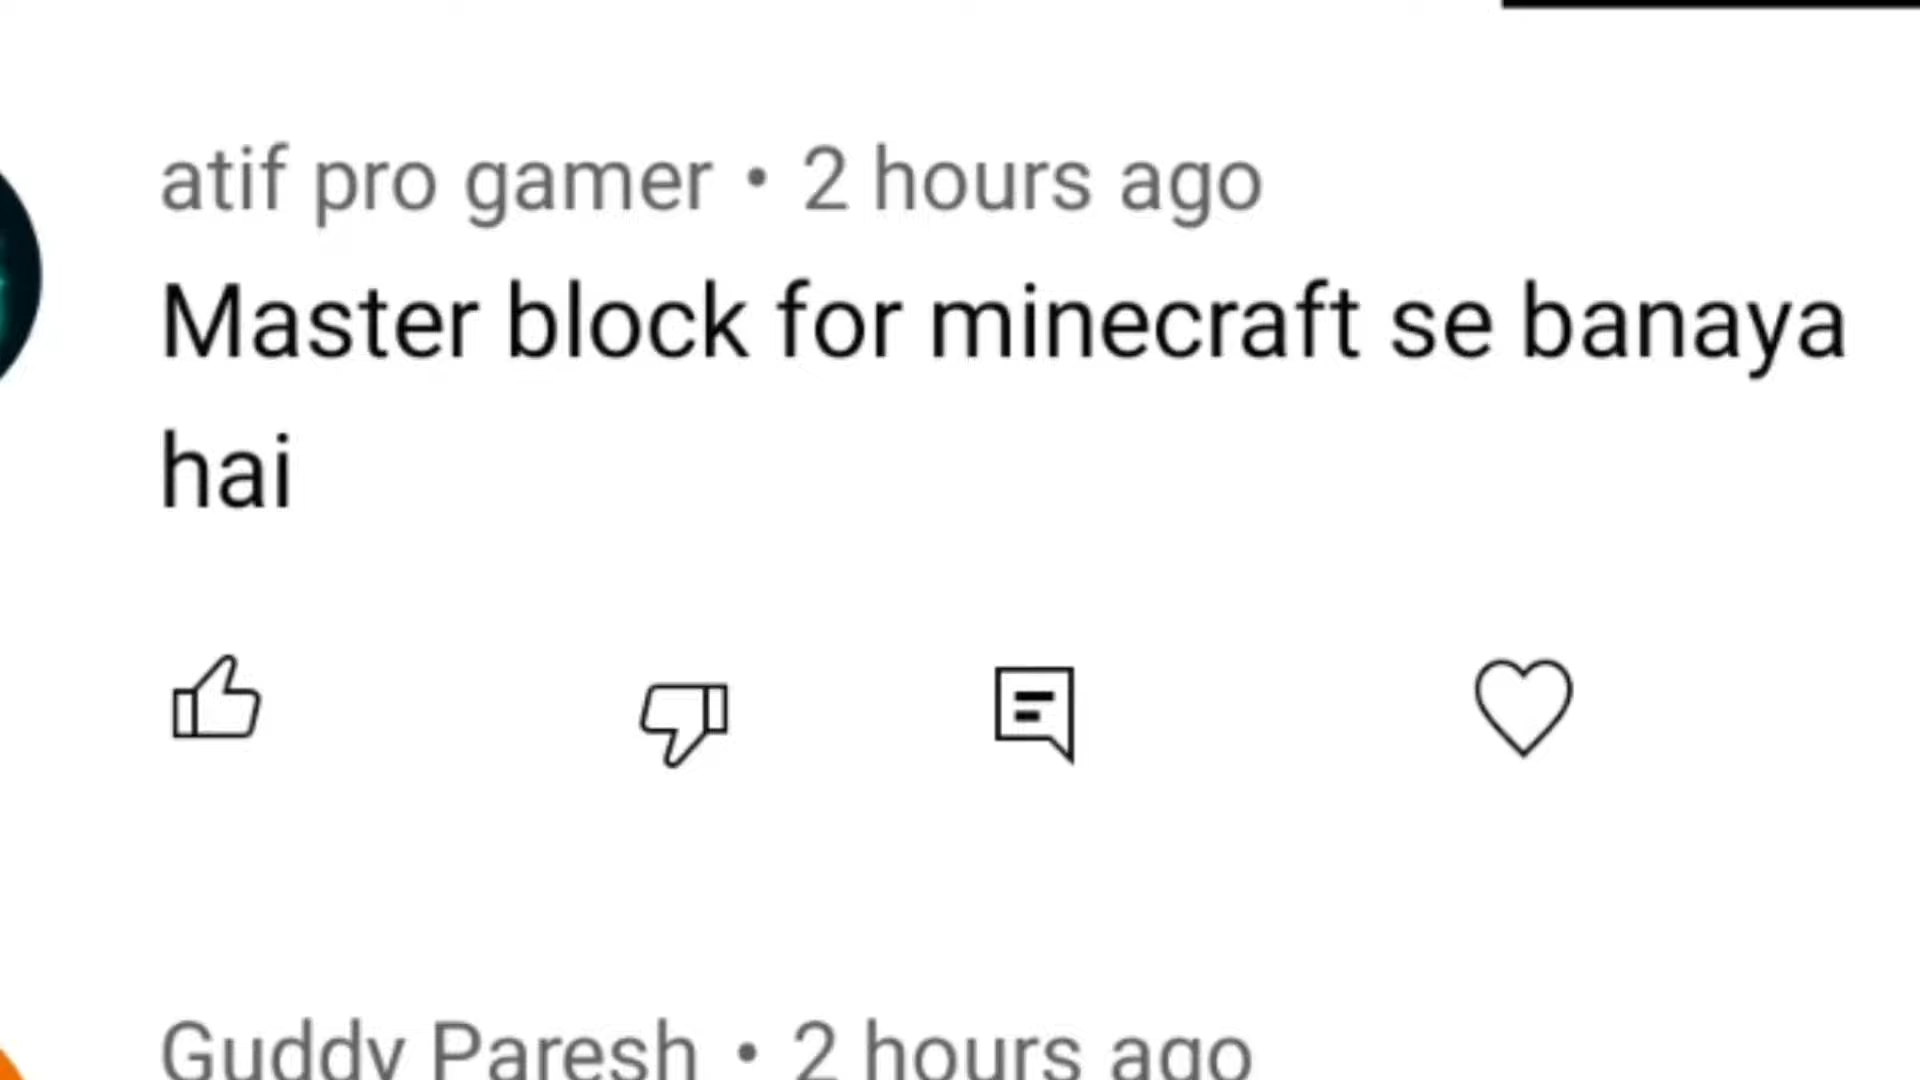 atif pro gamer • 2 hours ago
Master block for minecraft se banaya
hai
Guddy Paresh • 2 hours ago